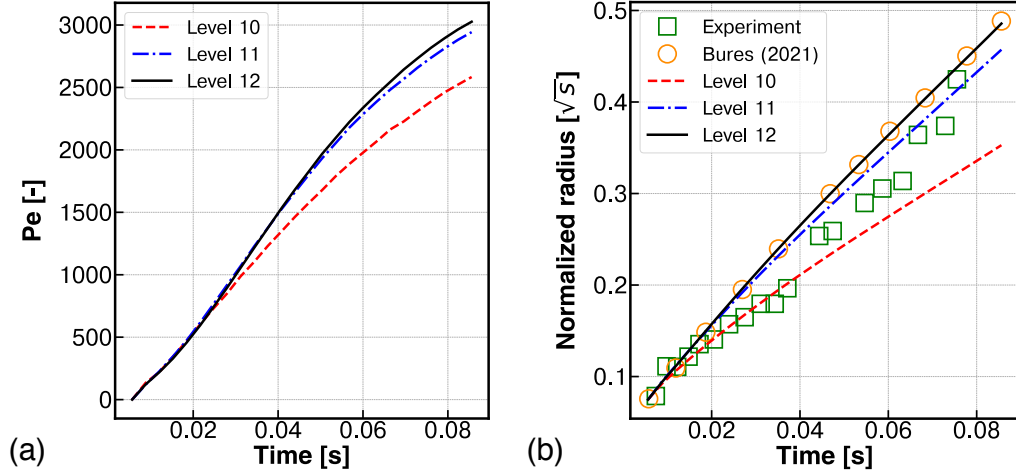 3000
2500
2000
1500
1000
500
0
Pe [-]
Level 10
Level 11
Level 12
0.02 0.04 0.06 0.08
Time [s]
(a)
0.5
0.4
0.3
0.2
0.1
Normalized radius [√s]
Experiment
Bures (2021)
Level 10
Level 11
Level 12
0.02 0.04 0.06 0.08
Time [s]
(b)